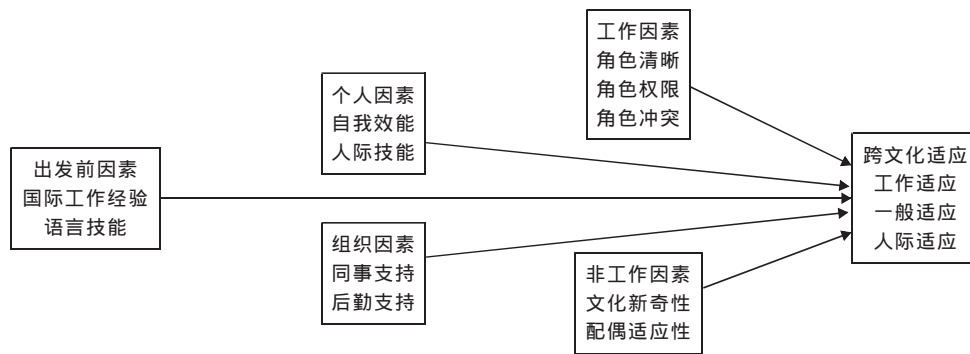 出发前因素
国际工作经验
语言技能
个人因素
自我效能
人际技能
组织因素
同事支持
后勤支持
工作因素
角色清晰
角色权限
角色冲突
非工作因素
文化新奇性
配偶适应性
跨文化适应
工作适应
一般适应
人际适应